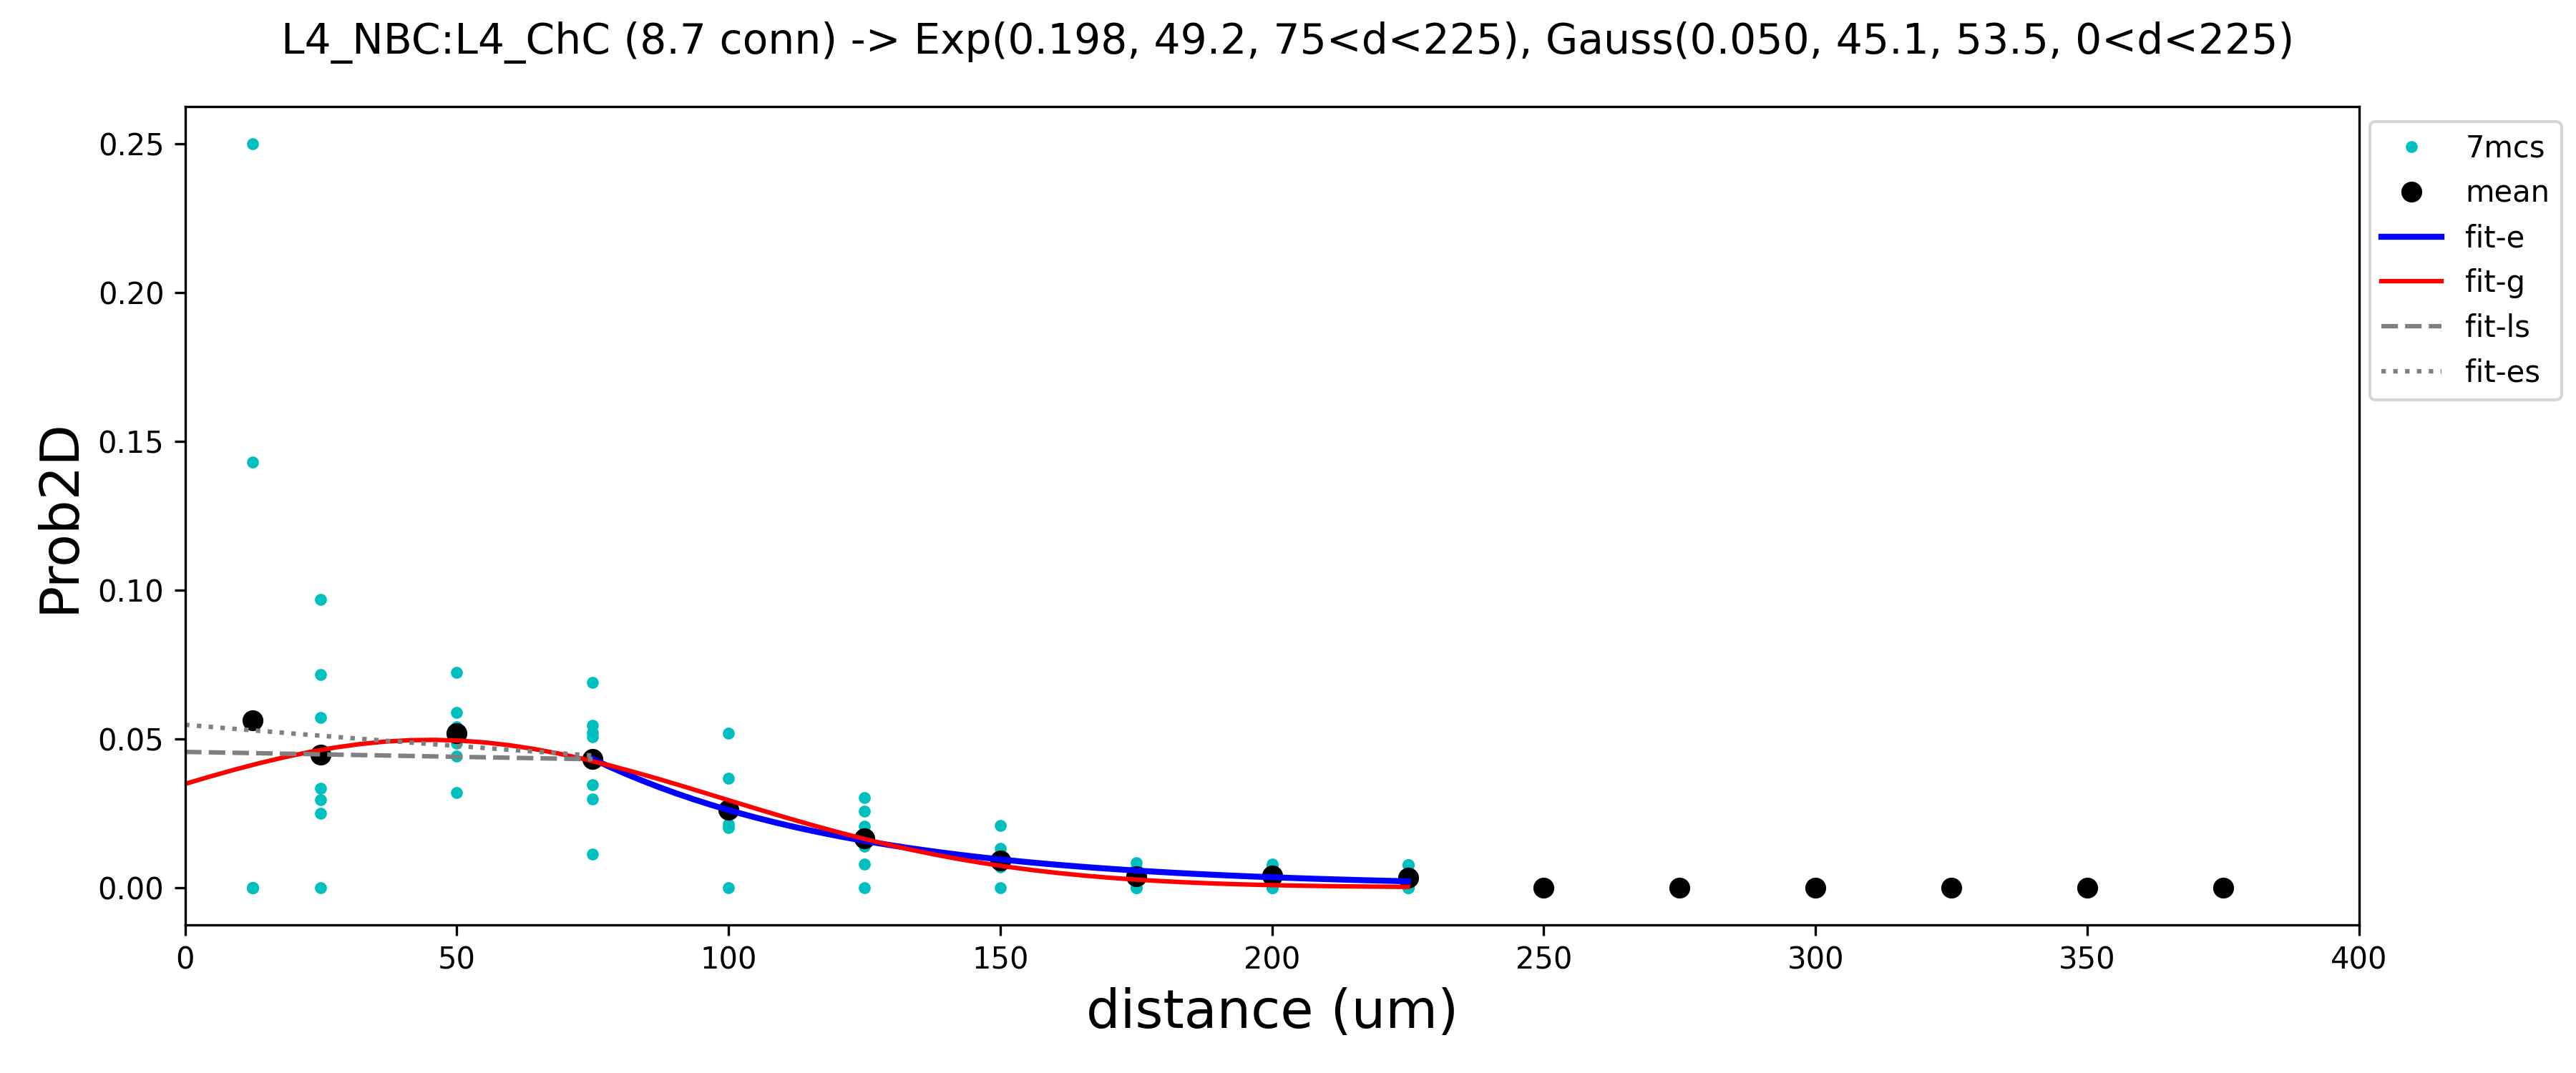 L4_NBC:L4_ChC (8.7 conn) -> Exp(0.198, 49.2, 75<d<225), Gauss(0.050, 45.1, 53.5, 0<d<225)
0.25
0.20
0.15
0.10
0.05
0.00
Prob2D
0 50 100 150 200 250 300 350 400
distance (um)
7mcs
mean
fit-e
fit-g
fit-ls
fit-es